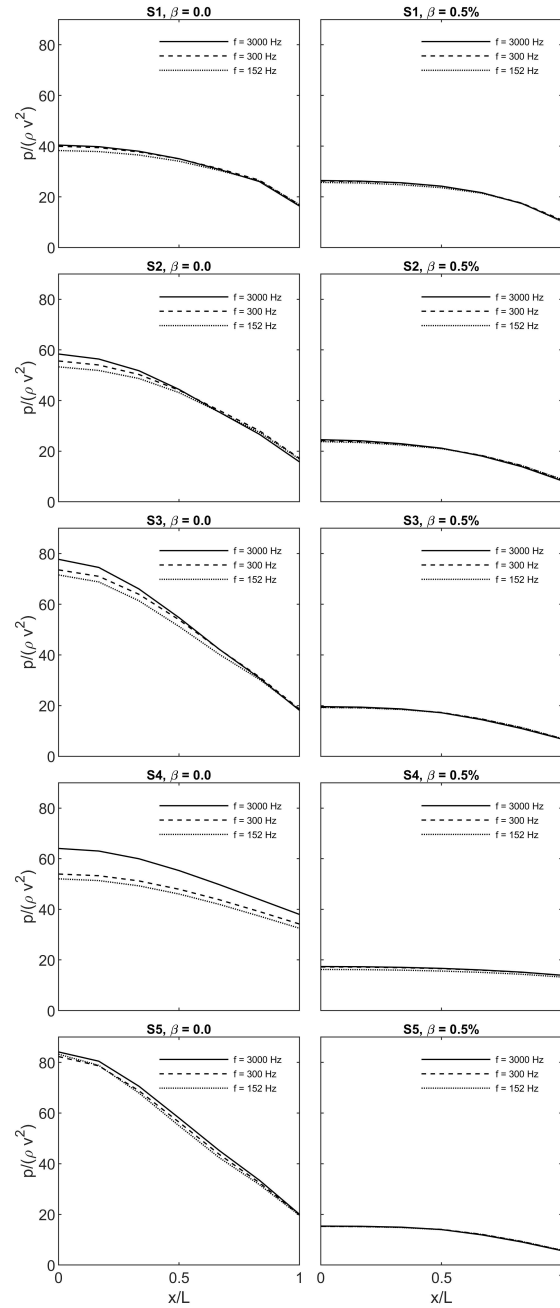 S1, β = 0.0
S1, β = 0.5%
f = 3000 Hz
f = 300 Hz
f = 152 Hz
f = 3000 Hz
f = 300 Hz
f = 152 Hz
p/(ρ v²)
80
60
40
20
0
S2, β = 0.0
S2, β = 0.5%
f = 3000 Hz
f = 300 Hz
f = 152 Hz
f = 3000 Hz
f = 300 Hz
f = 152 Hz
p/(ρ v²)
80
60
40
20
0
S3, β = 0.0
S3, β = 0.5%
f = 3000 Hz
f = 300 Hz
f = 152 Hz
f = 3000 Hz
f = 300 Hz
f = 152 Hz
p/(ρ v²)
80
60
40
20
0
S4, β = 0.0
S4, β = 0.5%
f = 3000 Hz
f = 300 Hz
f = 152 Hz
f = 3000 Hz
f = 300 Hz
f = 152 Hz
p/(ρ v²)
80
60
40
20
0
S5, β = 0.0
S5, β = 0.5%
f = 3000 Hz
f = 300 Hz
f = 152 Hz
f = 3000 Hz
f = 300 Hz
f = 152 Hz
p/(ρ v²)
80
60
40
20
0
0 0.5 1
0 0.5 1
x/L
x/L